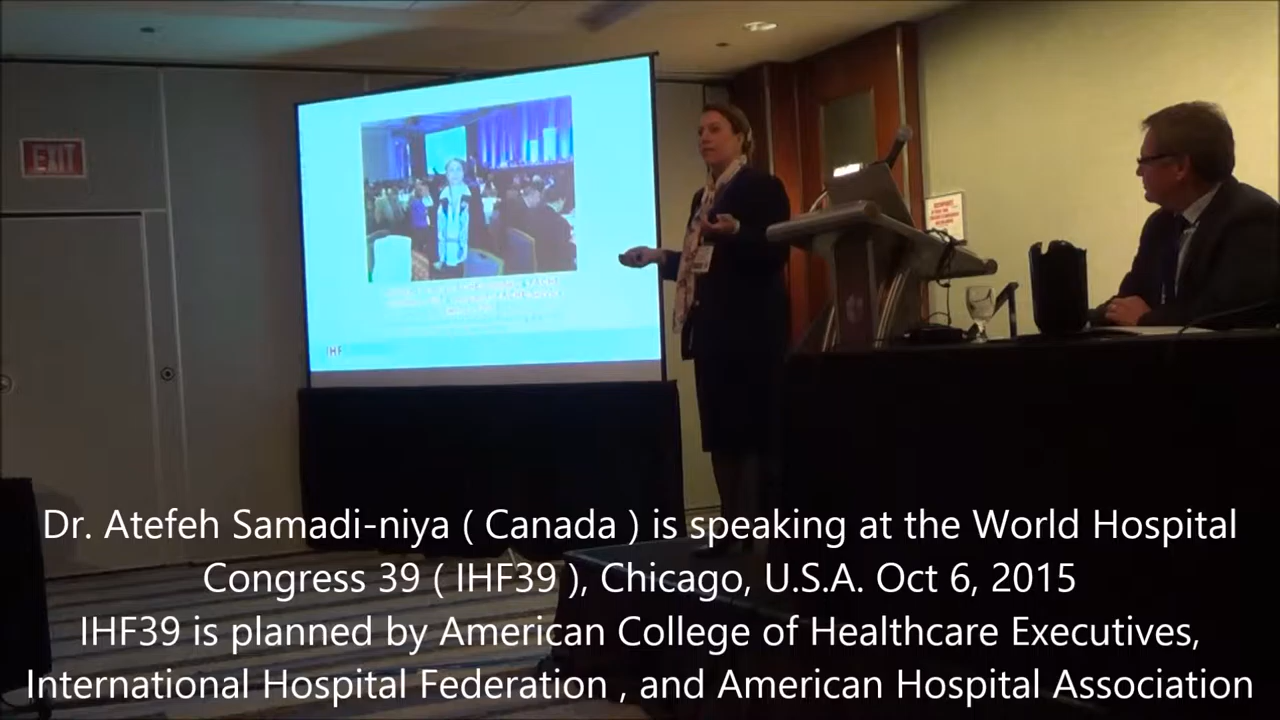 EXIT
IHF
Dr. Atefeh Samadi-niya ( Canada ) is speaking at the World Hospital
Congress 39 ( IHF39 ), Chicago, U.S.A. Oct 6, 2015
IHF39 is planned by American College of Healthcare Executives,
International Hospital Federation , and American Hospital Association